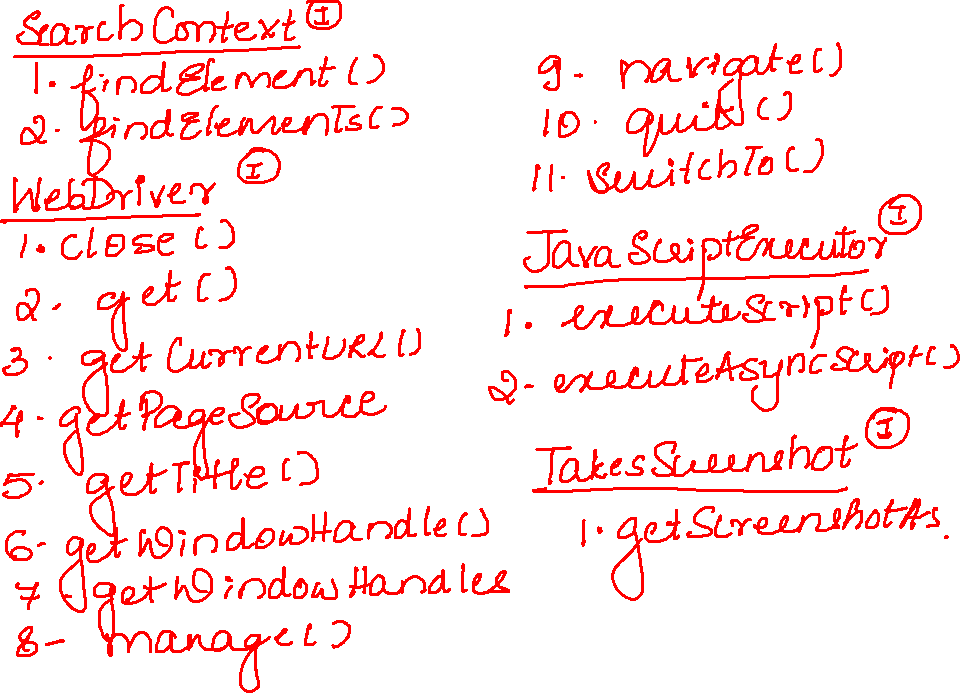 SearchContext I
1. findElement()
2. findElements()
WebDriver I
1. close()
2. get()
3. getCurrentURL()
4. getPageSource
5. getTitle()
6- getWindowHandle()
7 - getWindowHandles
8- manage()
9- navigate()
10. quit()
11. switchTo()
JavaScriptExecutor I
1. executeScript()
2- executeAsyncScript()
TakesScreenshot I
1. getScreenshotAs.